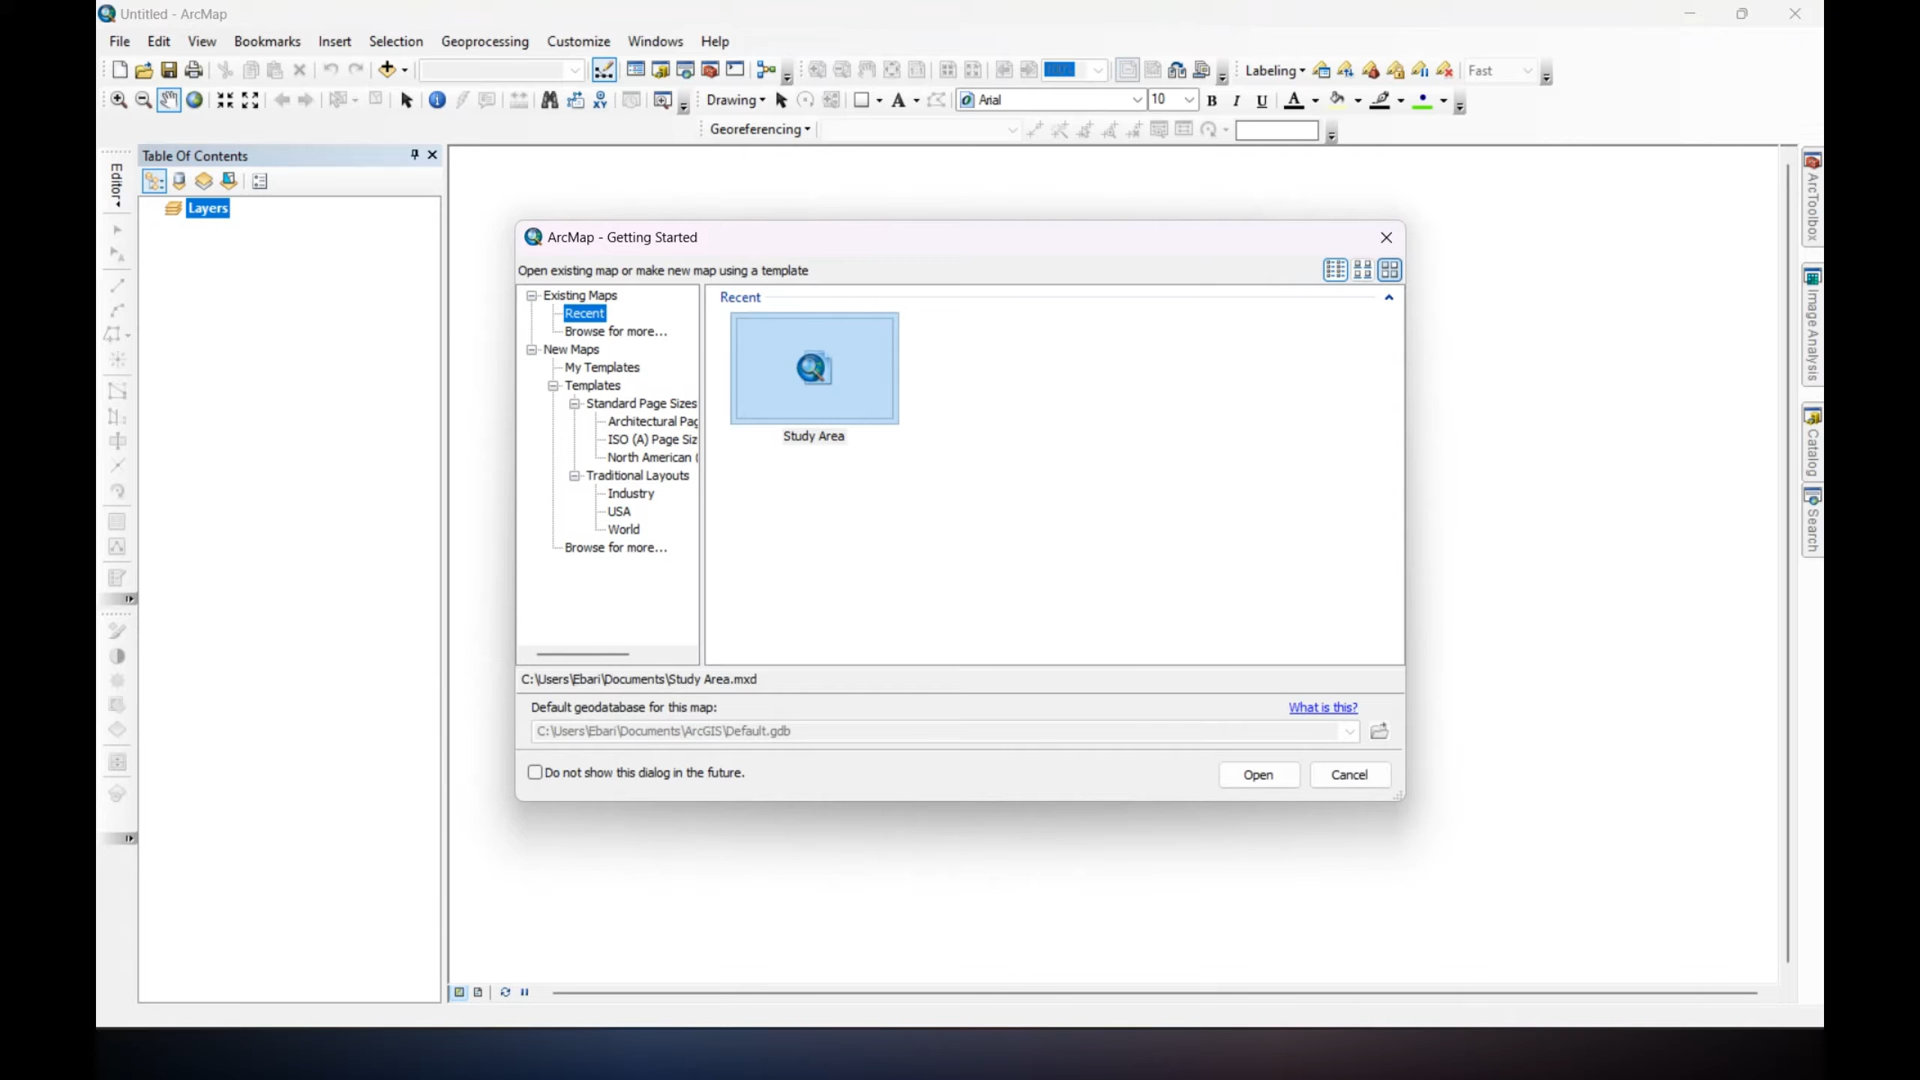 Untitled - ArcMap
File Edit View Bookmarks Insert Selection Geoprocessing Customize Windows Help
Labeling Fast
Drawing A Arial 10 B I U A
Georeferencing
Editor
Table Of Contents
Layers
ArcToolbox
Image Analysis
Catalog
Search
ArcMap - Getting Started
Open existing map or make new map using a template
Existing Maps
Recent
Browse for more...
New Maps
My Templates
Templates
Standard Page Sizes
Architectural Pag
ISO (A) Page Siz
North American (
Traditional Layouts
Industry
USA
World
Browse for more...
Recent
Study Area
C:\Users\Ebari\Documents\Study Area.mxd
Default geodatabase for this map:
What is this?
C:\Users\Ebari\Documents\ArcGIS\Default.gdb
Do not show this dialog in the future.
Open Cancel